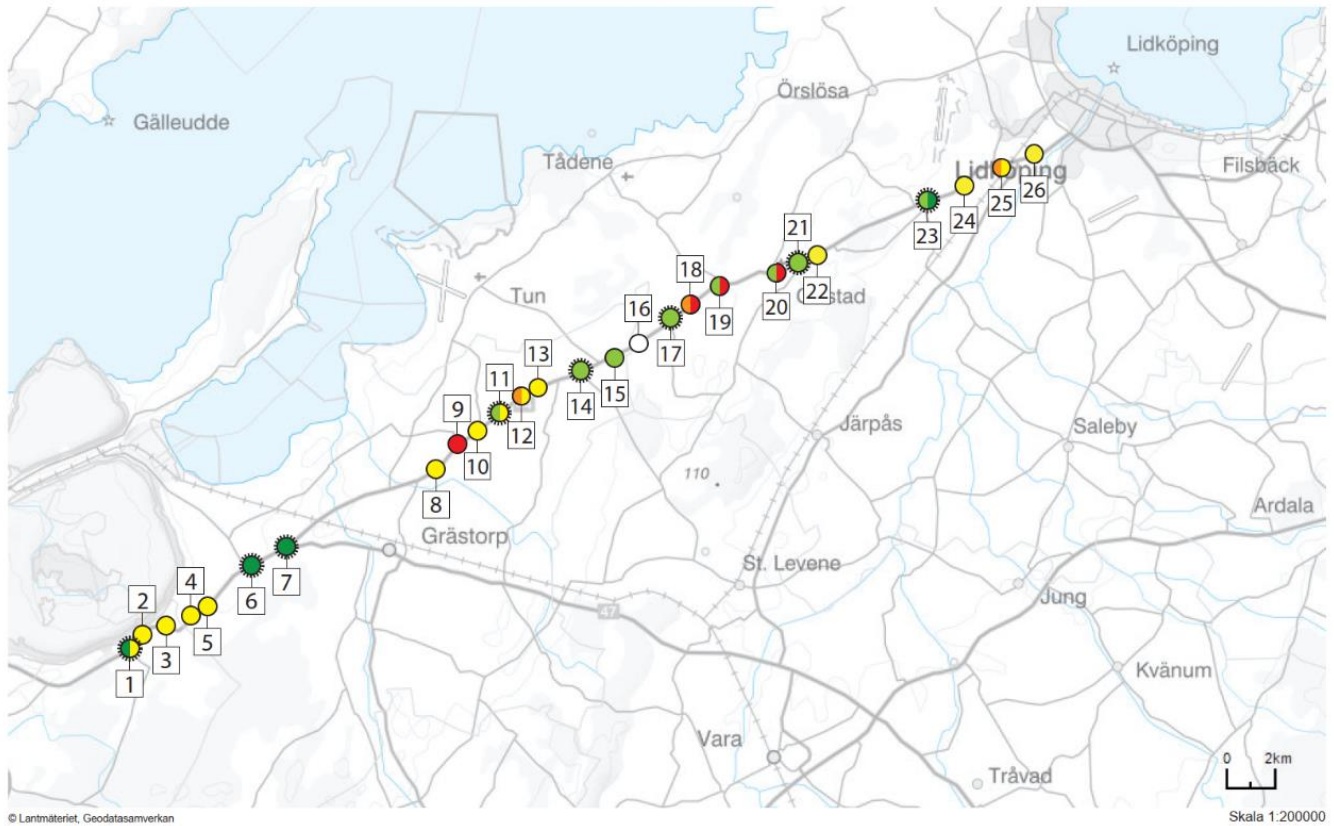 Lidköping
Gälleudde
Örslösa
Tådene
Filsbäck
Lidköping
26
25
24
23
21
22
20
Tun
18
19
16
17
13
11
15
14
12
9
10
8
Järpås
Saleby
110
Ardala
Grästorp
St. Levene
7
6
4
2
5
3
1
47
Jung
Kvänum
Vara
Tråvad
0 2km
© Lantmäteriet, Geodatasamverkan
Skala 1:200000